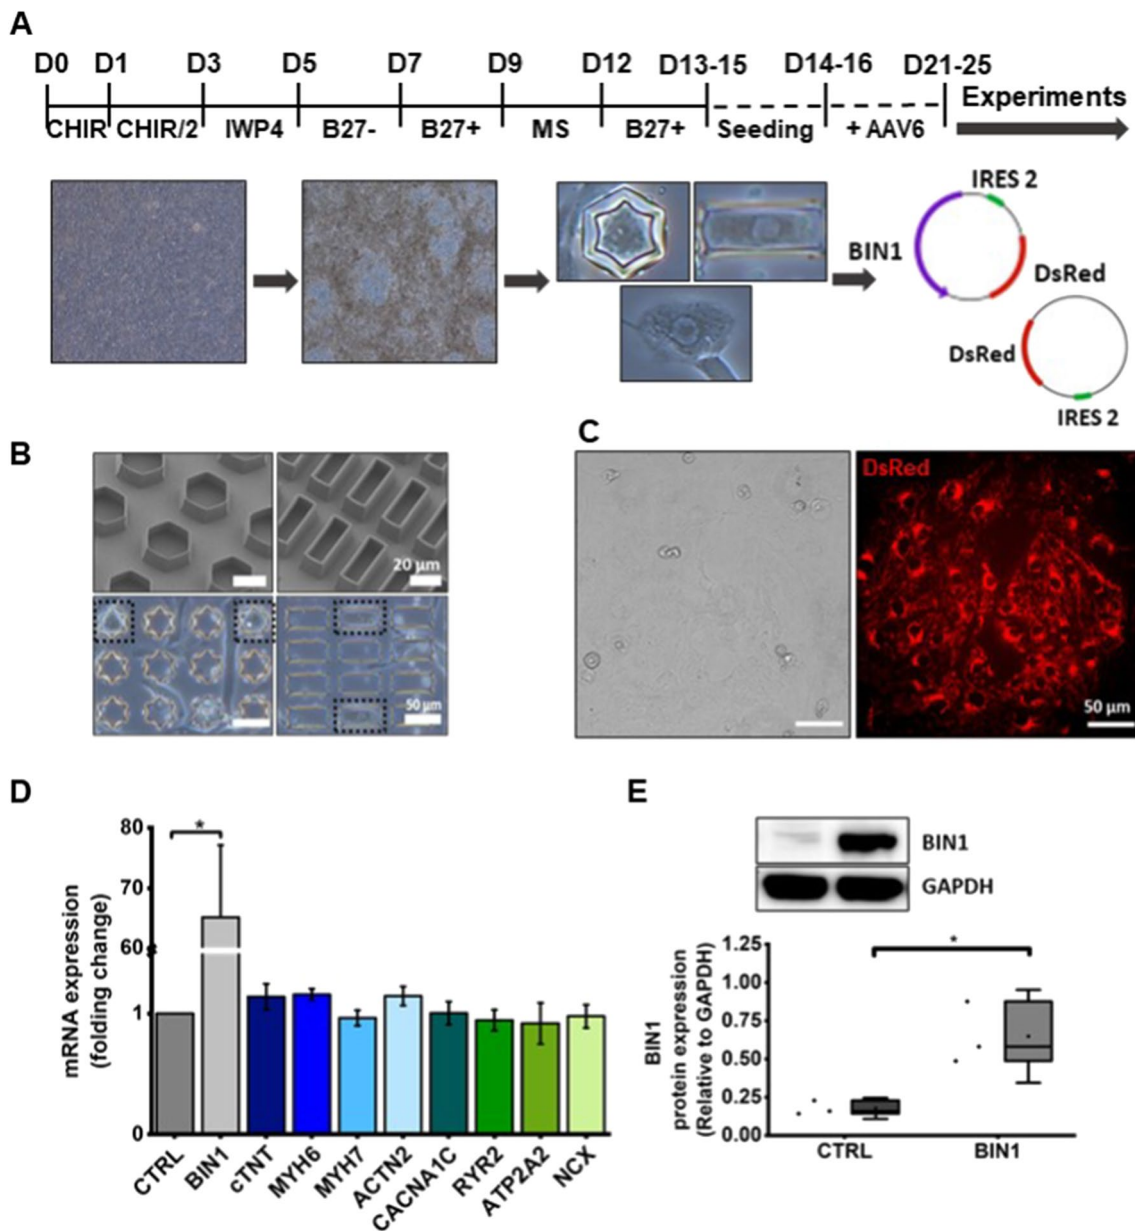 A
D0 D1 D3 D5 D7 D9 D12 D13-15 D14-16 D21-25
Experiments
CHIR CHIR/2 IWP4 B27- B27+ MS B27+ Seeding + AAV6
IRES 2
BIN1
DsRed
DsRed
IRES 2
B
20 µm
50 µm
C
DsRed
50 µm
D
mRNA expression
(folding change)
80
70
60
1
0
*
CTRL
BIN1
cTNT
MYH6
MYH7
ACTN2
CACNA1C
RYR2
ATP2A2
NCX
E
BIN1
GAPDH
BIN1
protein expression
(Relative to GAPDH)
1.25
1.00
0.75
0.50
0.25
0.00
*
CTRL BIN1